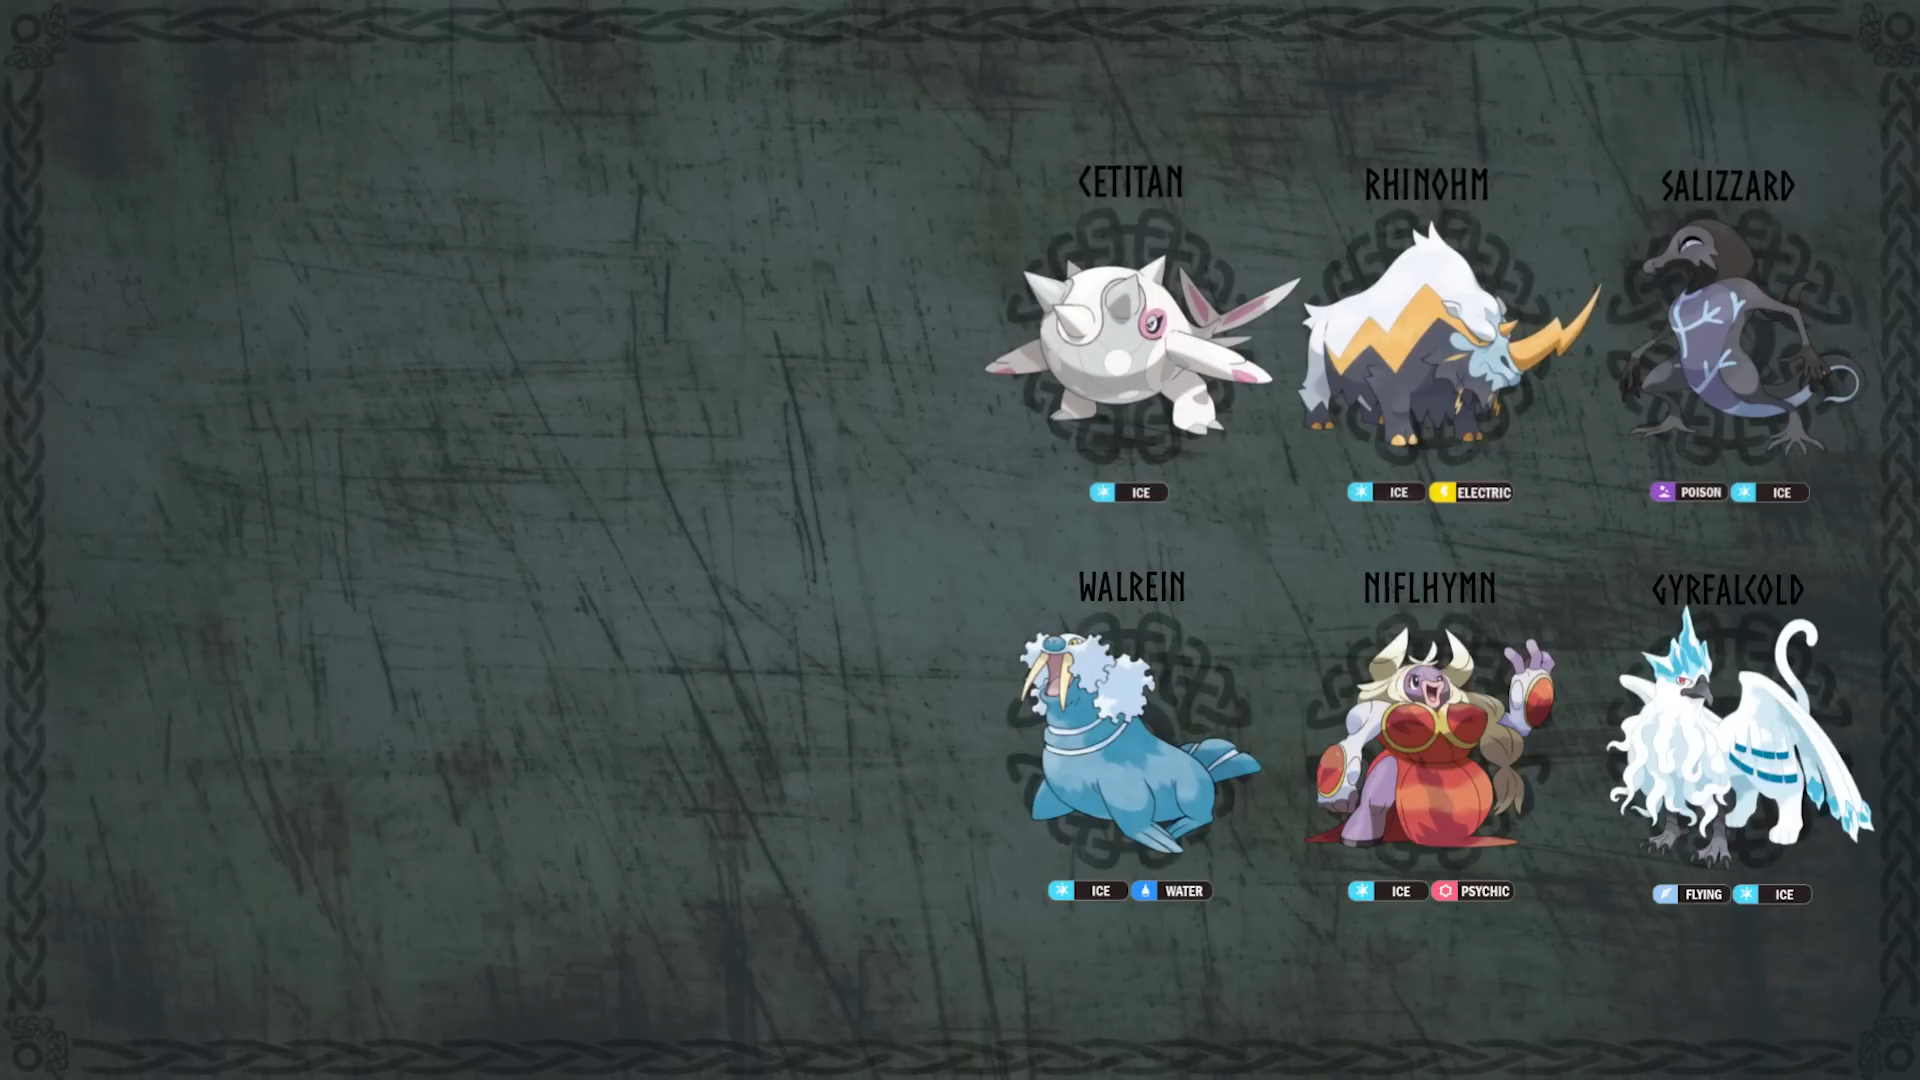 CETITAN
RHINOHM
SALIZZARD
ICE
ICE ELECTRIC
POISON ICE
WALREIN
NIFLHYMN
GYRFALCOLD
ICE WATER
ICE PSYCHIC
FLYING ICE